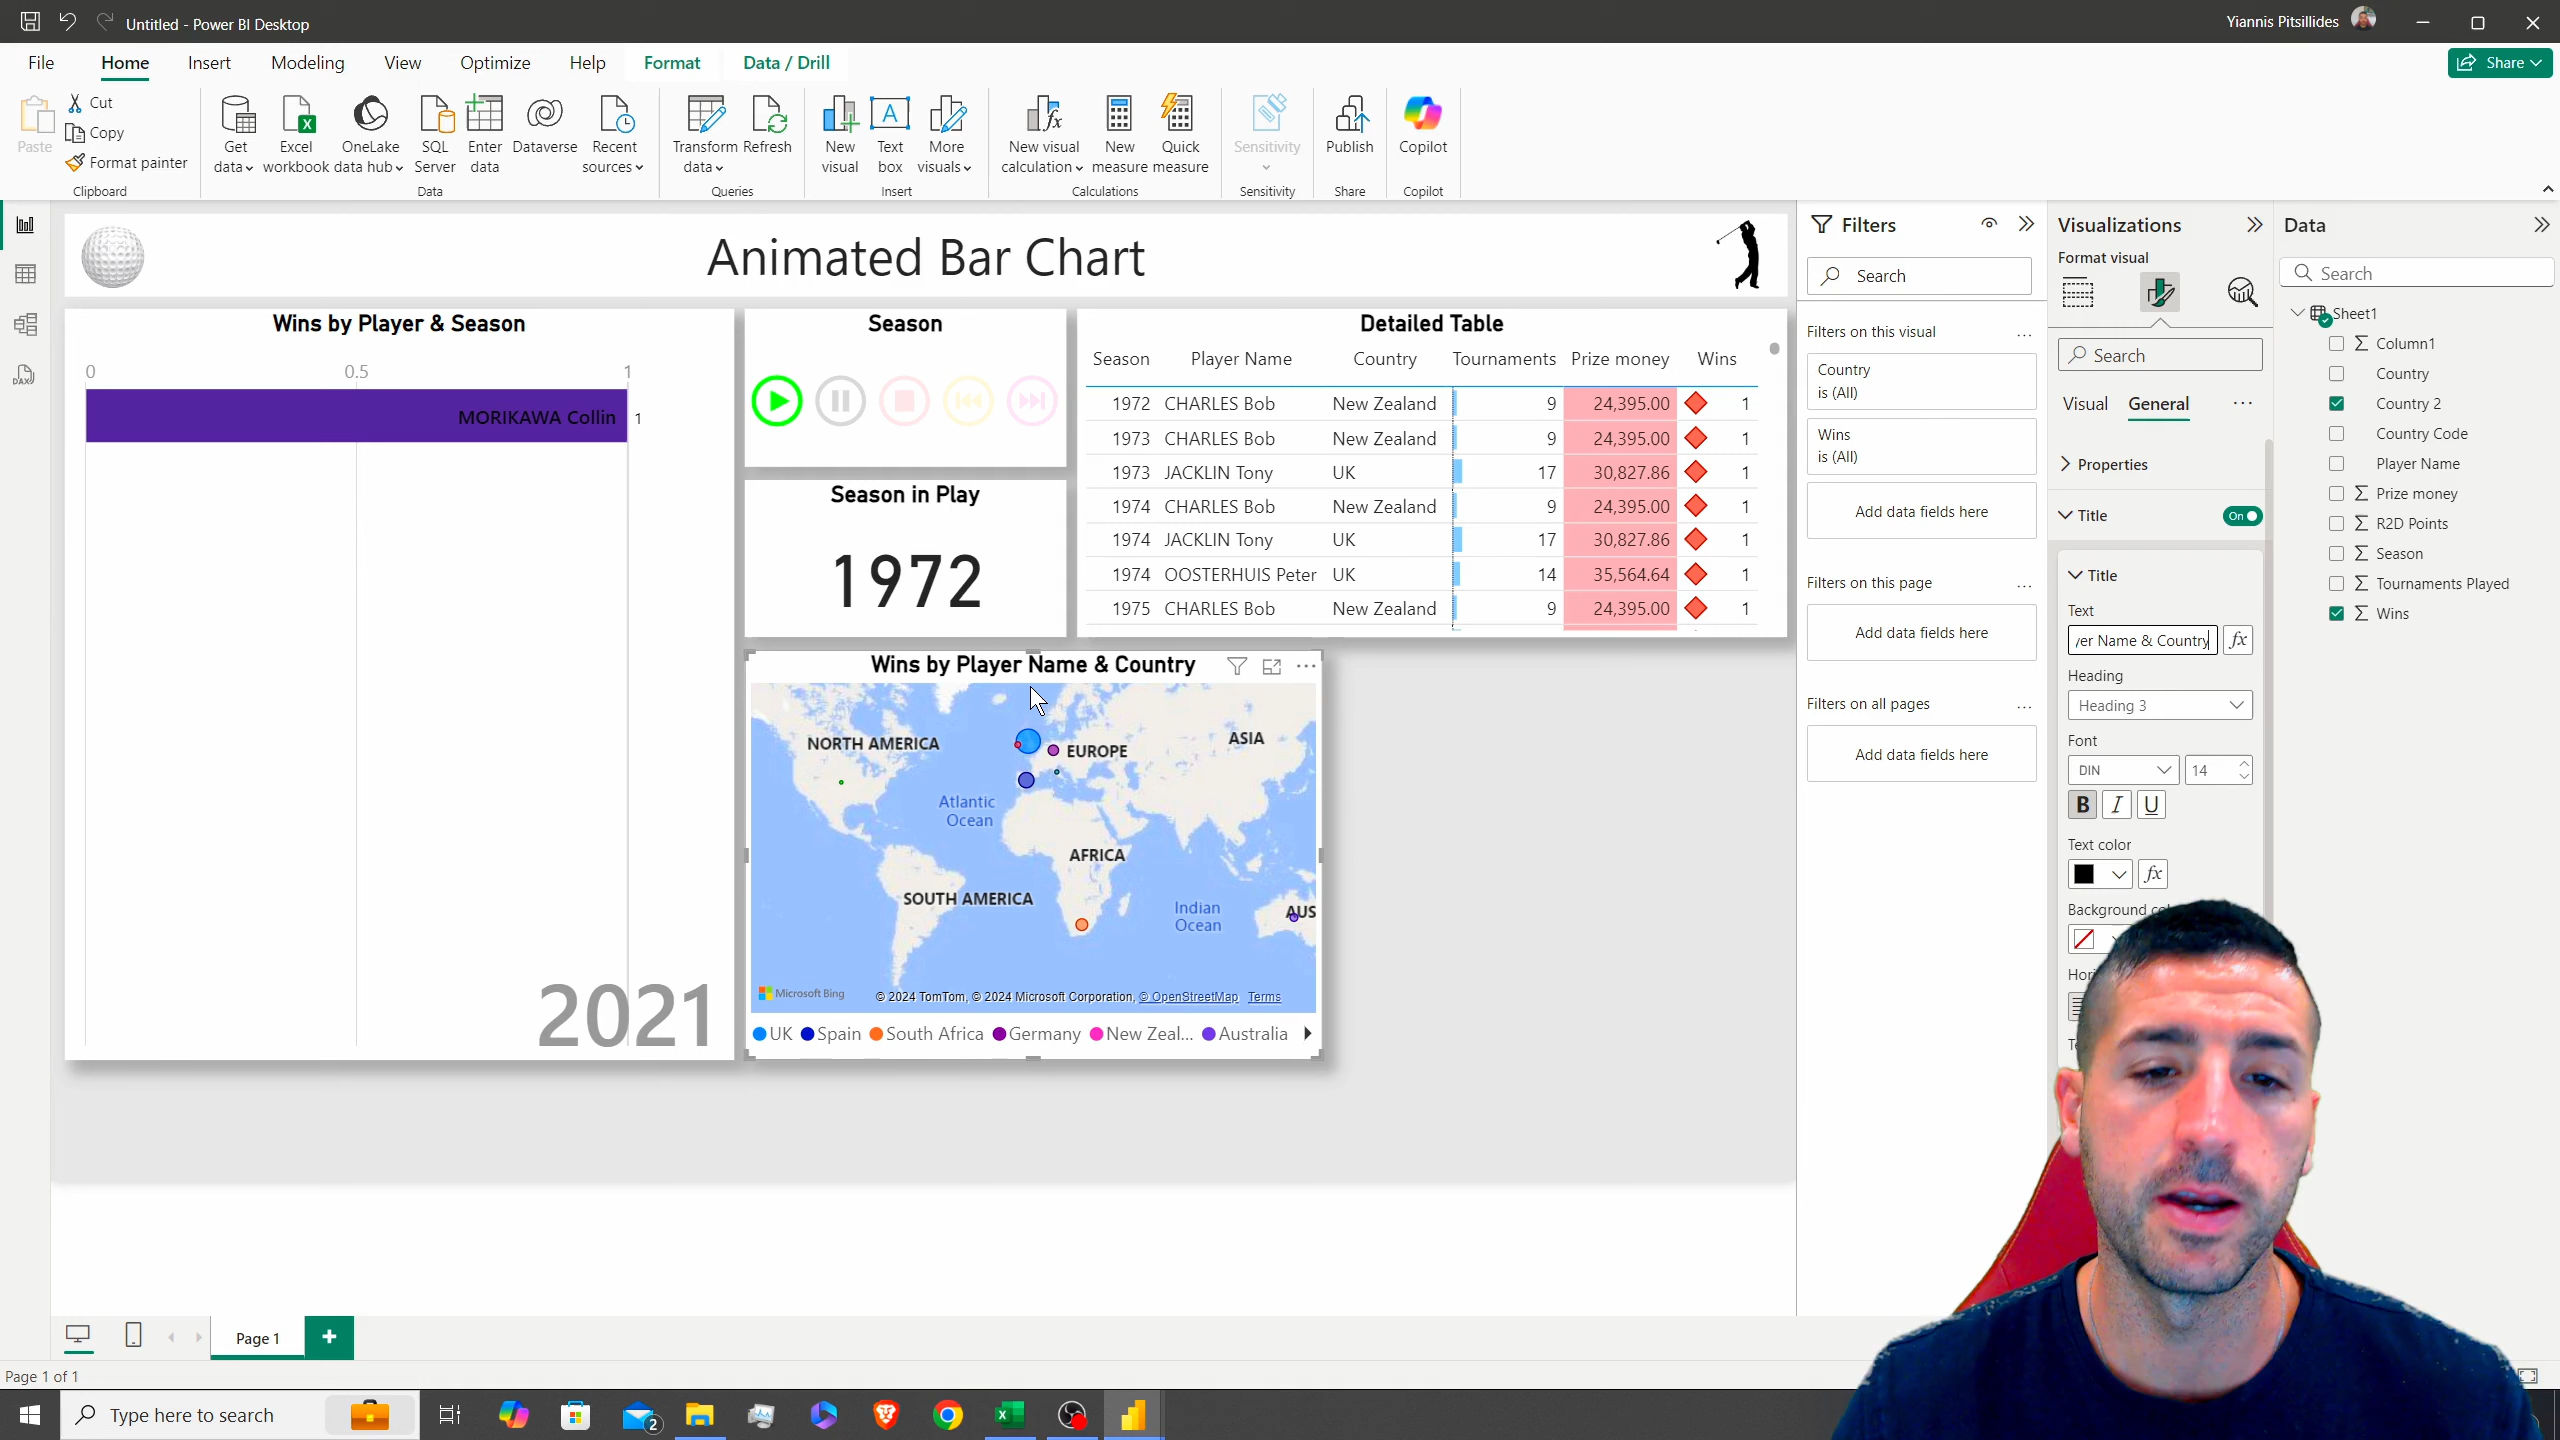 Untitled - Power BI Desktop
Yiannis Pitsillides
File
Home
Insert
Modeling
View
Optimize
Help
Format
Data / Drill
Share
Paste
Cut
Copy
Format painter
Clipboard
Get data
Excel workbook
OneLake data hub
SQL Server
Enter data
Dataverse
Recent sources
Data
Transform data
Refresh
Queries
New visual
Text box
More visuals
Insert
New visual calculation
New measure
Quick measure
Calculations
Sensitivity
Sensitivity
Publish
Share
Copilot
Copilot
DAX
Animated Bar Chart
Wins by Player & Season
0 0.5 1
MORIKAWA Collin 1
2021
Season
Season in Play
1972
Detailed Table
Season Player Name Country Tournaments Prize money Wins
1972 CHARLES Bob New Zealand 9 24,395.00 1
1973 CHARLES Bob New Zealand 9 24,395.00 1
1973 JACKLIN Tony UK 17 30,827.86 1
1974 CHARLES Bob New Zealand 9 24,395.00 1
1974 JACKLIN Tony UK 17 30,827.86 1
1974 OOSTERHUIS Peter UK 14 35,564.64 1
1975 CHARLES Bob New Zealand 9 24,395.00 1
Wins by Player Name & Country
NORTH AMERICA
EUROPE
ASIA
Atlantic
Ocean
AFRICA
SOUTH AMERICA
Indian
Ocean
AUS
Microsoft Bing
© 2024 TomTom, © 2024 Microsoft Corporation, © OpenStreetMap Terms
UK Spain South Africa Germany New Zeal... Australia
Filters
Search
Filters on this visual ...
Country
is (All)
Wins
is (All)
Add data fields here
Filters on this page ...
Add data fields here
Filters on all pages ...
Add data fields here
Visualizations
Format visual
Search
Visual General ...
Properties
Title On
Title
Text
yer Name & Country fx
Heading
Heading 3
Font
DIN 14
B I U
Text color
fx
Background co
Hori
Te
Data
Search
Sheet1
Column1
Country
Country 2
Country Code
Player Name
Prize money
R2D Points
Season
Tournaments Played
Wins
Page 1
Page 1 of 1
Type here to search
2